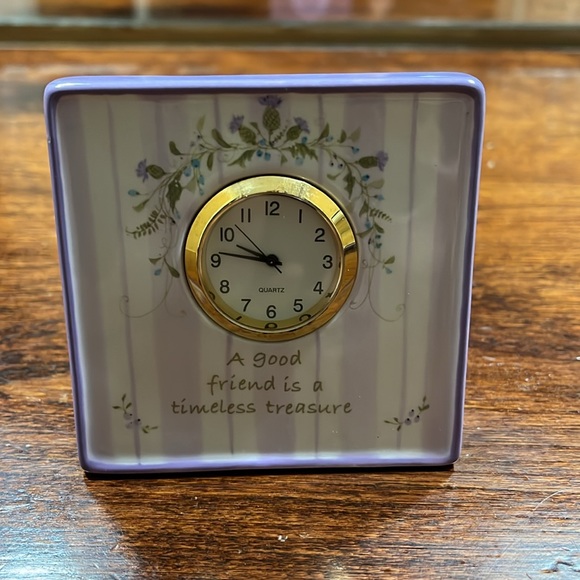 12
11 1
10 2
9 3
8 4
7 5
6
QUARTZ
A good
friend is a
timeless treasure